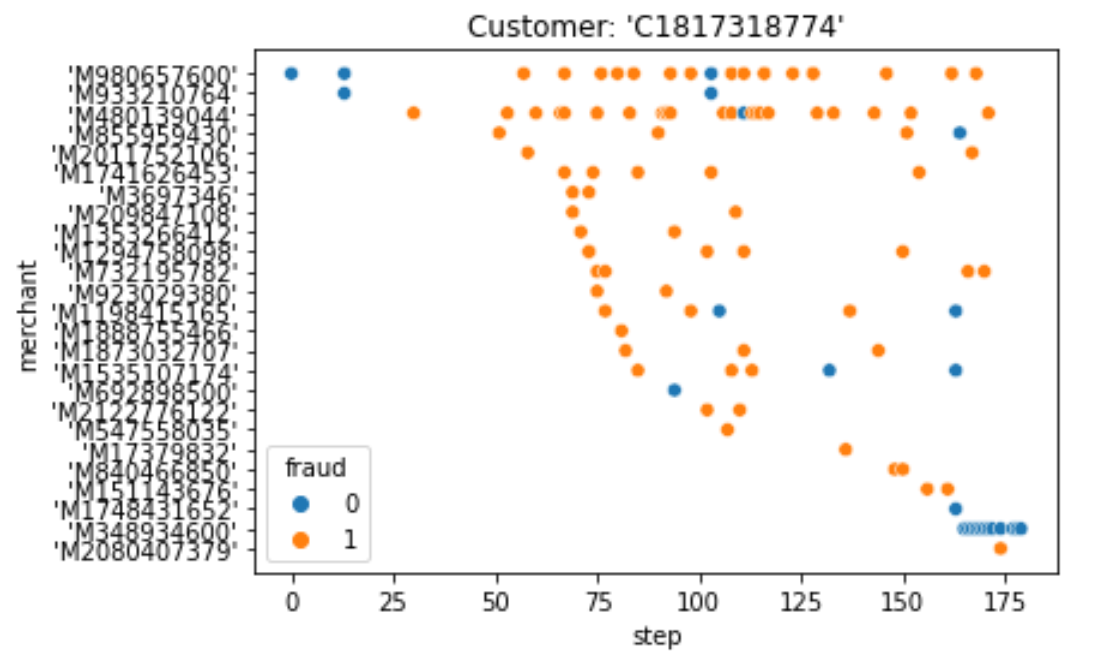 Customer: 'C1817318774'
merchant
'M980657600'
'M933210764'
'M480139044'
'M855959430'
'M2011752106'
'M1741626453'
'M3697346'
'M209847108'
'M1353266412'
'M1294758098'
'M732195782'
'M923029380'
'M1198415165'
'M1888755466'
'M1873032707'
'M1535107174'
'M692898500'
'M2122776122'
'M547558035'
'M17379832'
'M840466850'
'M151143676'
'M1748431652'
'M348934600'
'M2080407379'
fraud
0
1
0 25 50 75 100 125 150 175
step